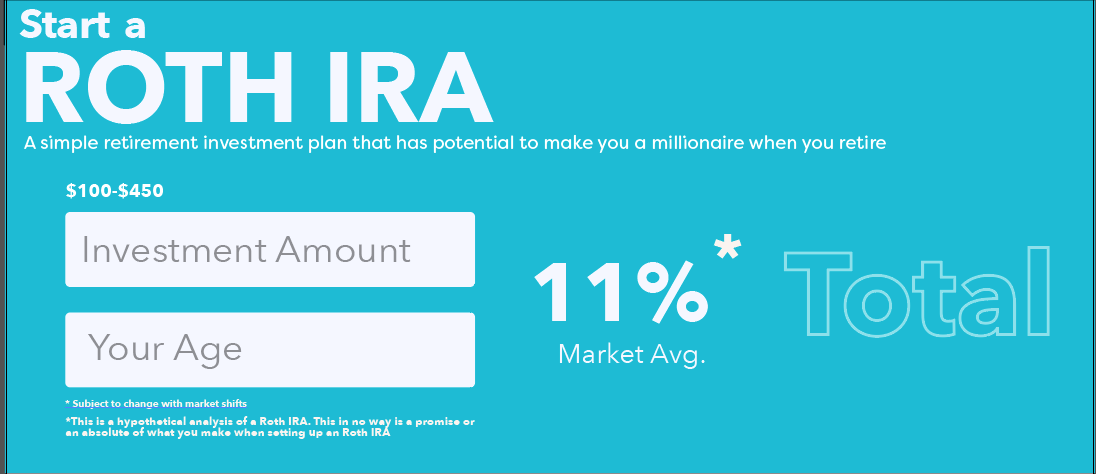 Start a
ROTH IRA
A simple retirement investment plan that has potential to make you a millionaire when you retire
$100-$450
Investment Amount
Your Age
11%*
Market Avg.
Total
* Subject to change with market shifts
*This is a hypothetical analysis of a Roth IRA. This in no way is a promise or
an absolute of what you make when setting up an Roth IRA